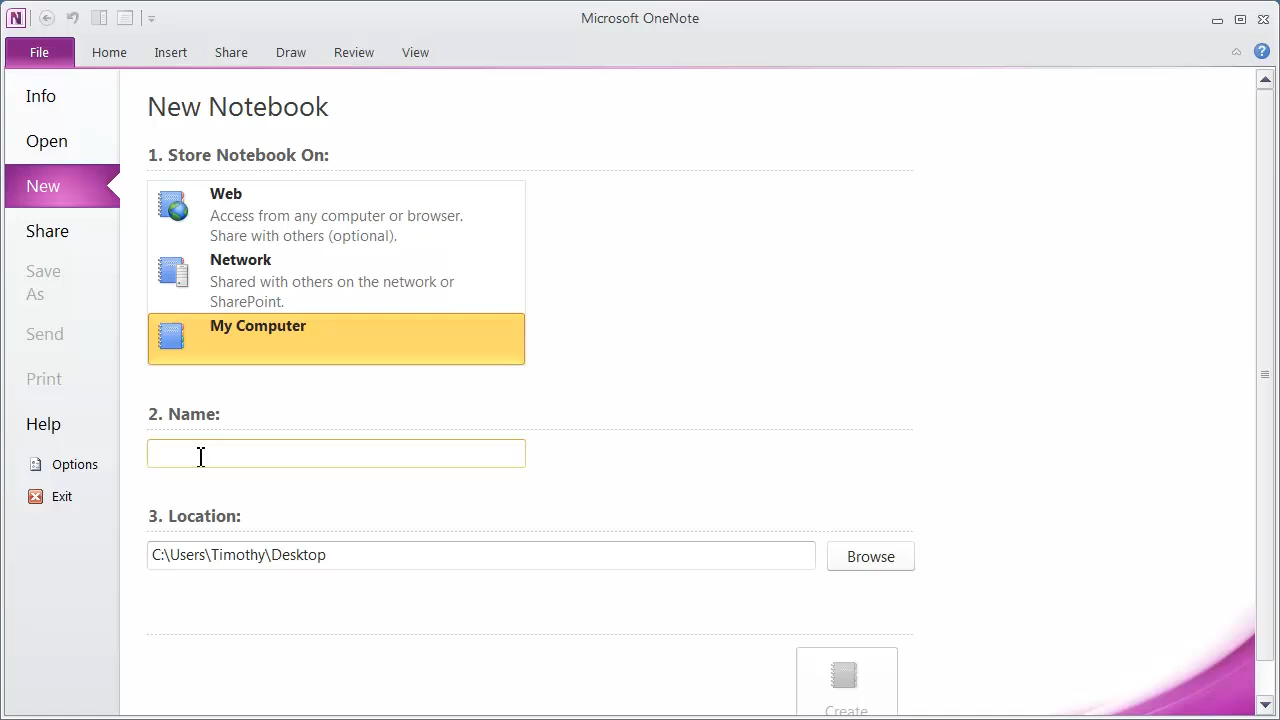 Microsoft OneNote
File Home Insert Share Draw Review View
Info
Open
New
Share
Save
As
Send
Print
Help
Options
Exit
New Notebook
1. Store Notebook On:
Web
Access from any computer or browser.
Share with others (optional).
Network
Shared with others on the network or
SharePoint.
My Computer
2. Name:
3. Location:
C:\Users\Timothy\Desktop
Browse
Create